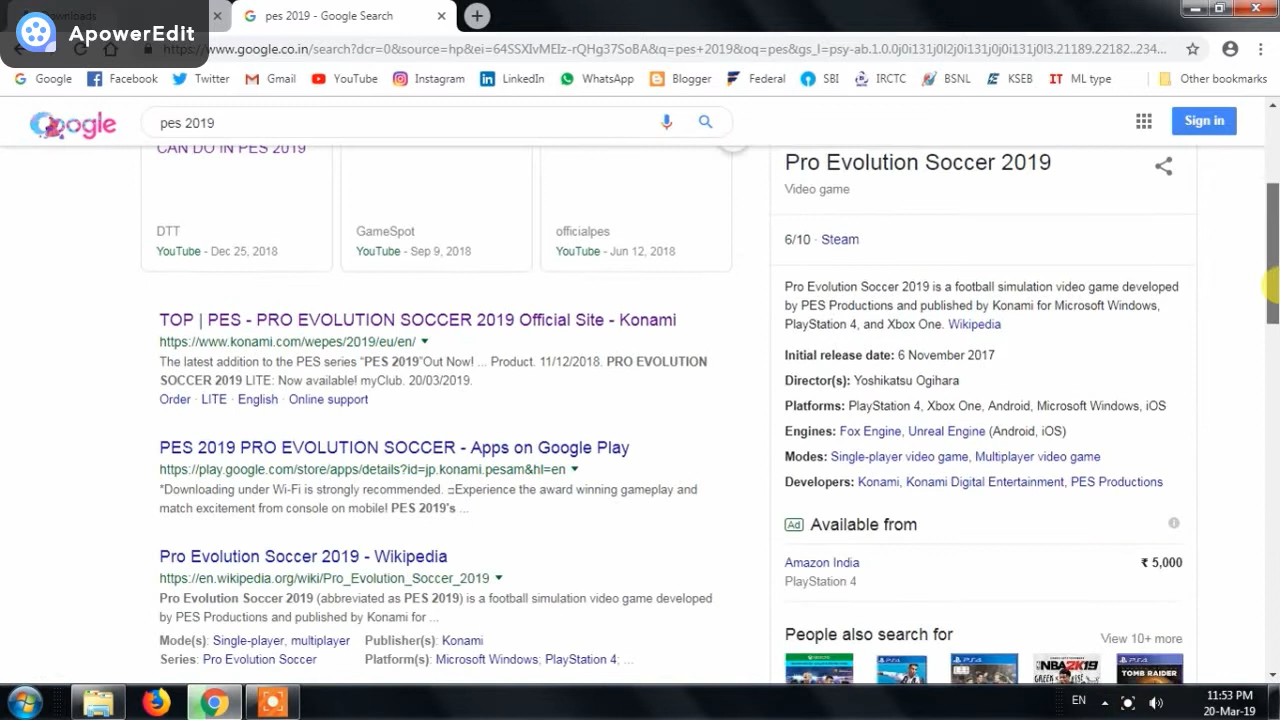 Downloads
pes 2019 - Google Search
ApowerEdit
https://www.google.co.in/search?dcr=0&source=hp&ei=64SSXIvMEIz-rQHg37SoBA&q=pes+2019&oq=pes&gs_l=psy-ab.1.0.0j0i131j0l2j0i131j0l3.21189.22182..234...
Google Facebook Twitter Gmail YouTube Instagram LinkedIn WhatsApp Blogger Federal SBI IRCTC BSNL KSEB IT ML type Other bookmarks
Google
pes 2019
Sign in
CAN DO IN PES 2019
DTT
YouTube - Dec 25, 2018
GameSpot
YouTube - Sep 9, 2018
officialpes
YouTube - Jun 12, 2018
TOP | PES - PRO EVOLUTION SOCCER 2019 Official Site - Konami
https://www.konami.com/wepes/2019/eu/en/
The latest addition to the PES series “PES 2019”Out Now! ... Product. 11/12/2018. PRO EVOLUTION
SOCCER 2019 LITE: Now available! myClub. 20/03/2019.
Order · LITE · English · Online support
PES 2019 PRO EVOLUTION SOCCER - Apps on Google Play
https://play.google.com/store/apps/details?id=jp.konami.pesam&hl=en
*Downloading under Wi-Fi is strongly recommended. □Experience the award winning gameplay and
match excitement from console on mobile! PES 2019's ...
Pro Evolution Soccer 2019 - Wikipedia
https://en.wikipedia.org/wiki/Pro_Evolution_Soccer_2019
Pro Evolution Soccer 2019 (abbreviated as PES 2019) is a football simulation video game developed
by PES Productions and published by Konami for ...
Mode(s): Single-player, multiplayer Publisher(s): Konami
Series: Pro Evolution Soccer Platform(s): Microsoft Windows; PlayStation 4; ...
Pro Evolution Soccer 2019
Video game
6/10 · Steam
Pro Evolution Soccer 2019 is a football simulation video game developed
by PES Productions and published by Konami for Microsoft Windows,
PlayStation 4, and Xbox One. Wikipedia
Initial release date: 6 November 2017
Director(s): Yoshikatsu Ogihara
Platforms: PlayStation 4, Xbox One, Android, Microsoft Windows, iOS
Engines: Fox Engine, Unreal Engine (Android, iOS)
Modes: Single-player video game, Multiplayer video game
Developers: Konami, Konami Digital Entertainment, PES Productions
Ad Available from
Amazon India ₹ 5,000
PlayStation 4
People also search for View 10+ more
NBA2K19
TOMB RAIDER
EN
11:53 PM
20-Mar-19